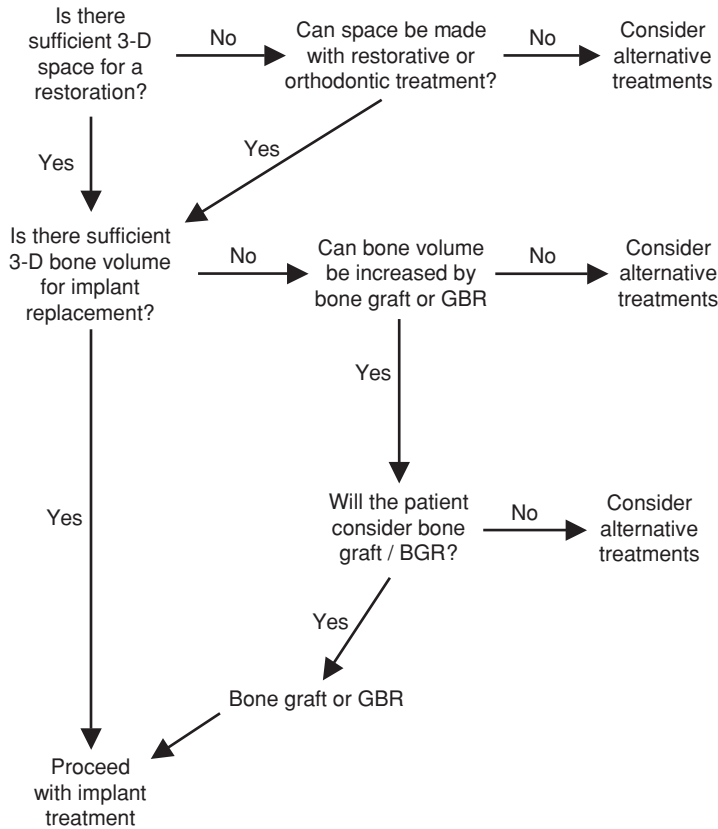 Is there
sufficient 3-D
space for a
restoration?
No
Can space be made
with restorative or
orthodontic treatment?
No
Consider
alternative
treatments
Yes
Yes
Is there sufficient
3-D bone volume
for implant
replacement?
No
Can bone volume
be increased by
bone graft or GBR
No
Consider
alternative
treatments
Yes
Yes
Will the patient
consider bone
graft / BGR?
No
Consider
alternative
treatments
Yes
Bone graft or GBR
Proceed
with implant
treatment